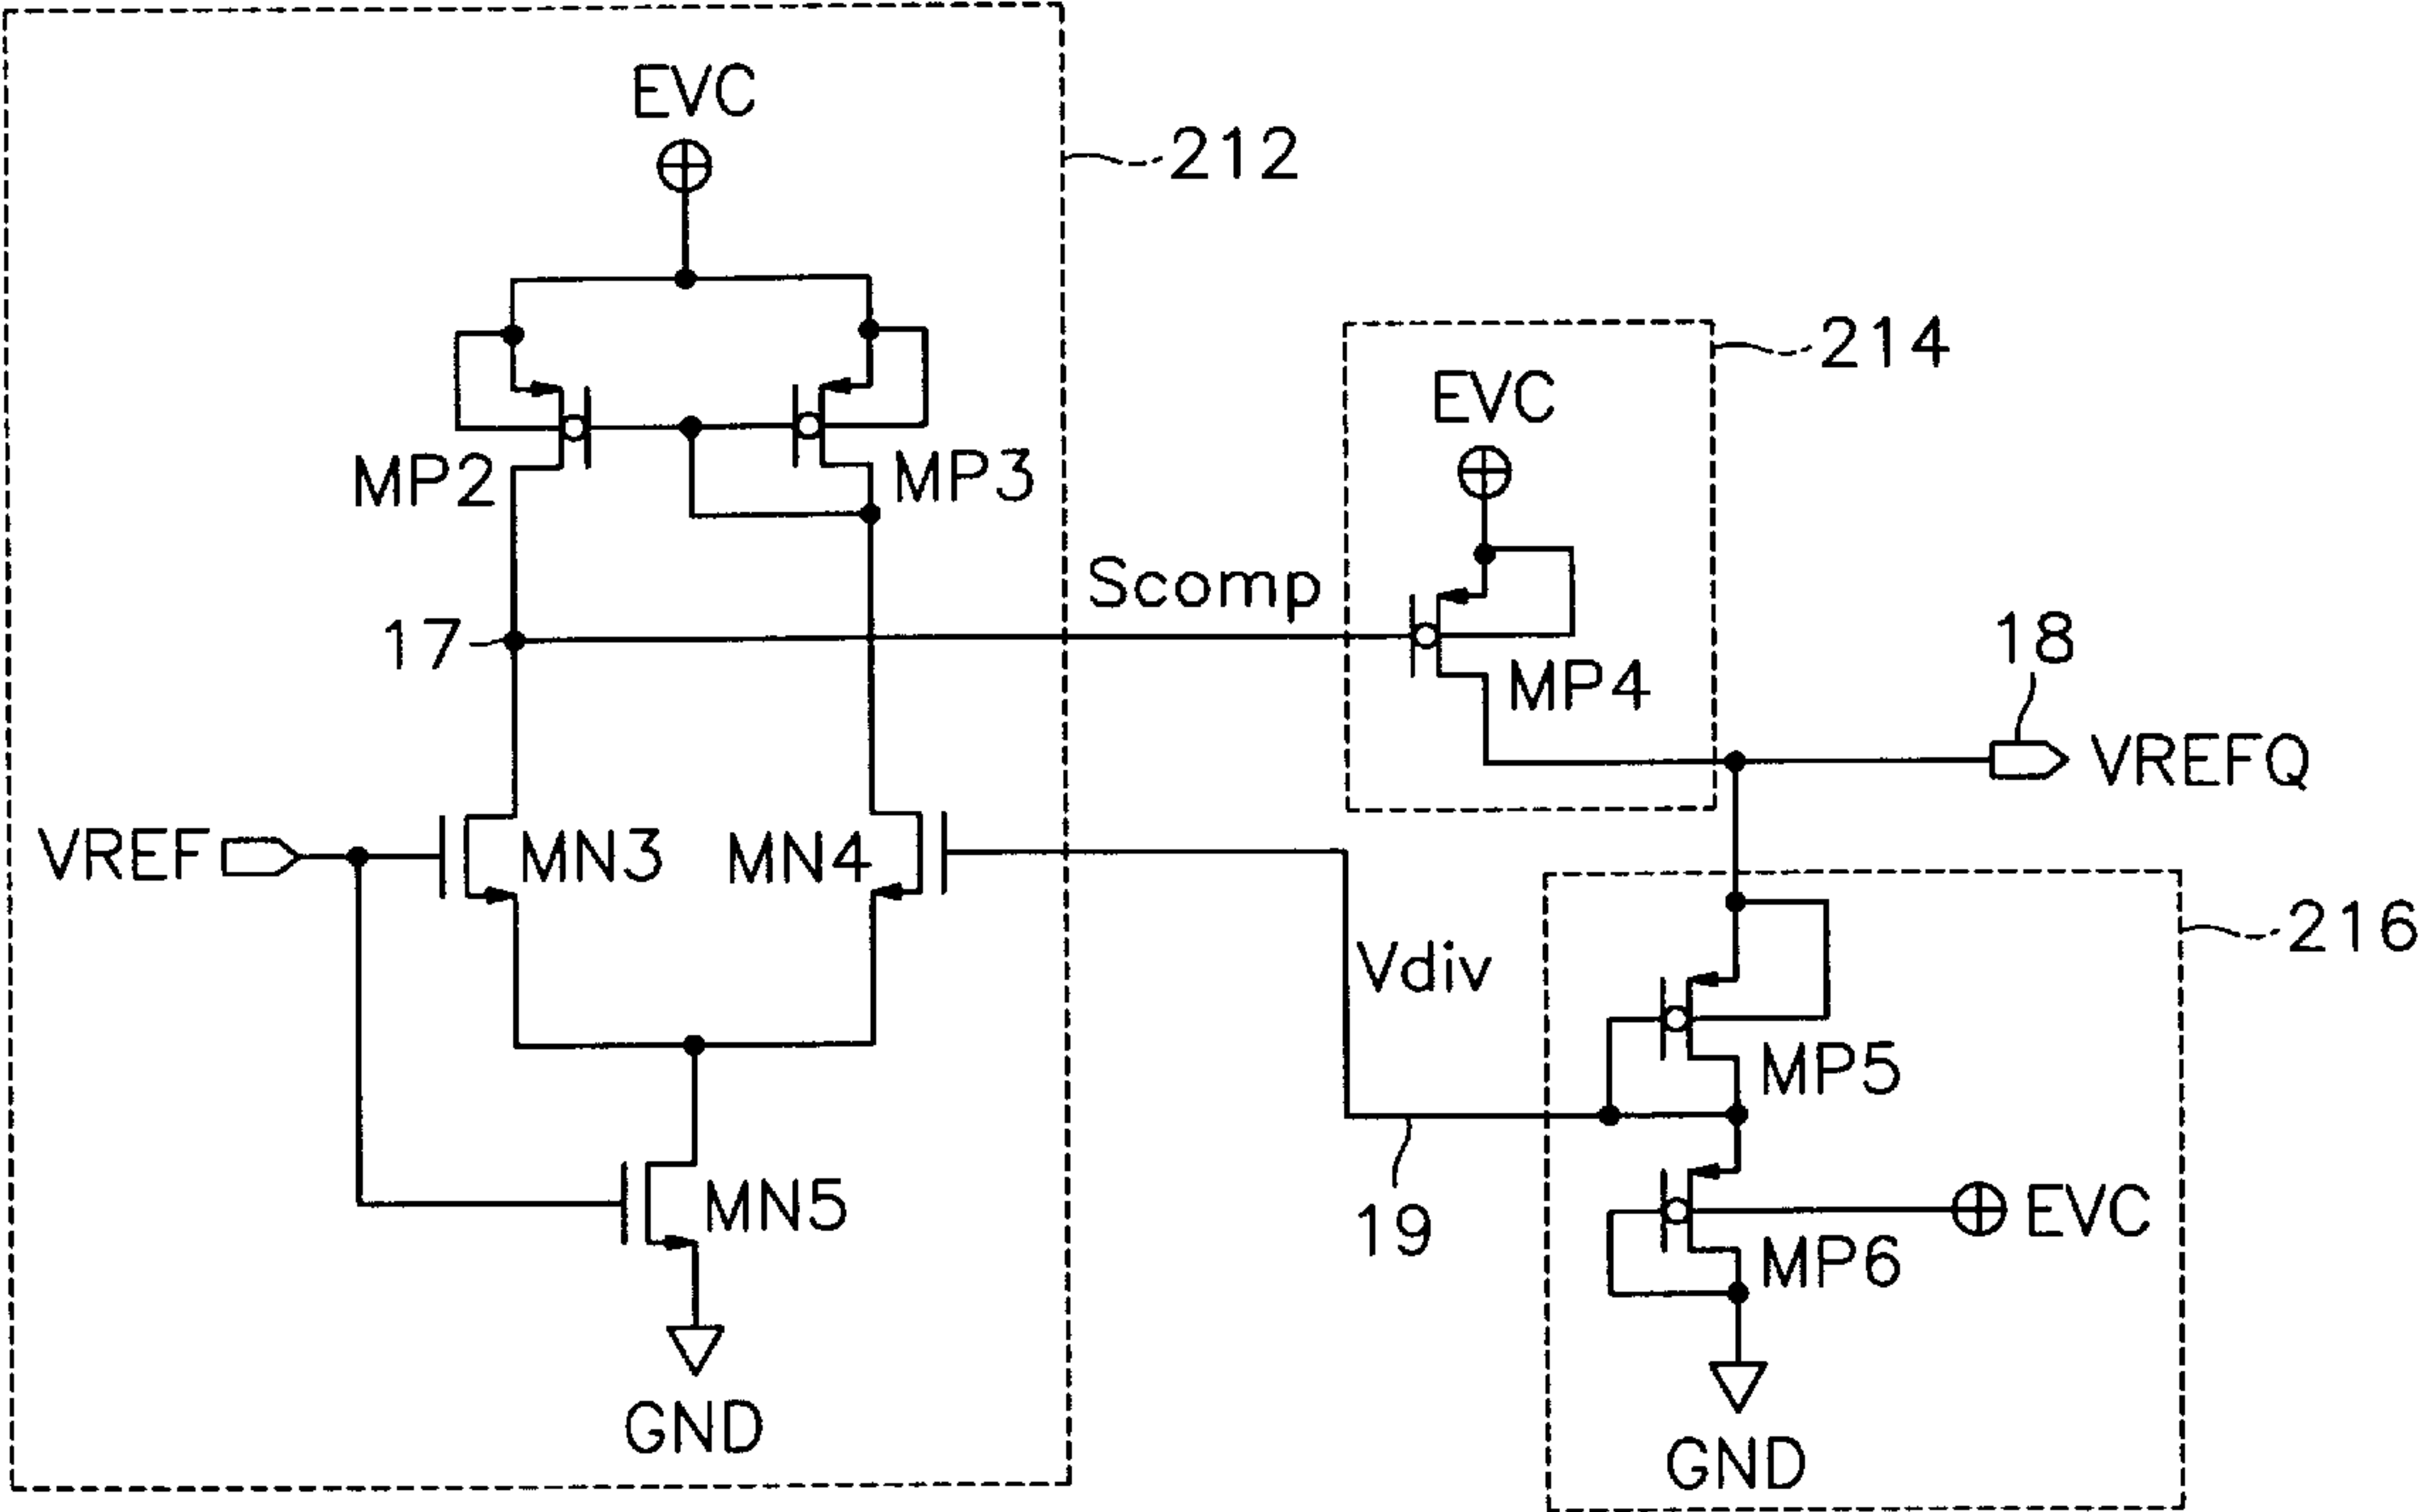 EVC
212
214
EVC
MP2
MP3
Scomp
17
MP4
18
VREFQ
VREF
MN3
MN4
216
Vdiv
MP5
MN5
19
EVC
MP6
GND
GND